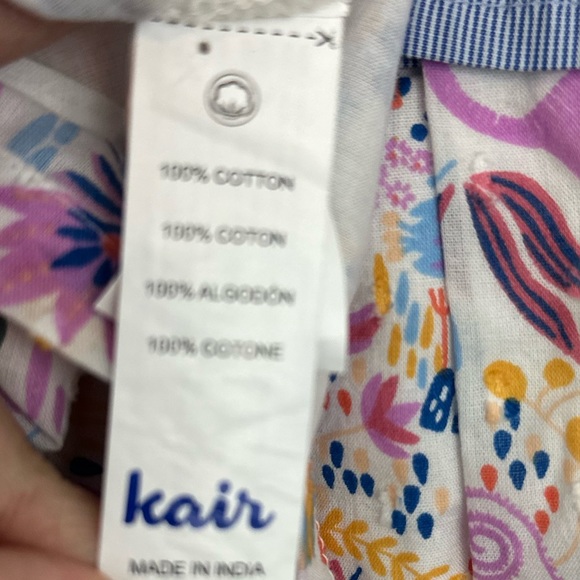 100% COTTON
100% COTON
100% ALGODÓN
100% COTONE
kair
MADE IN INDIA